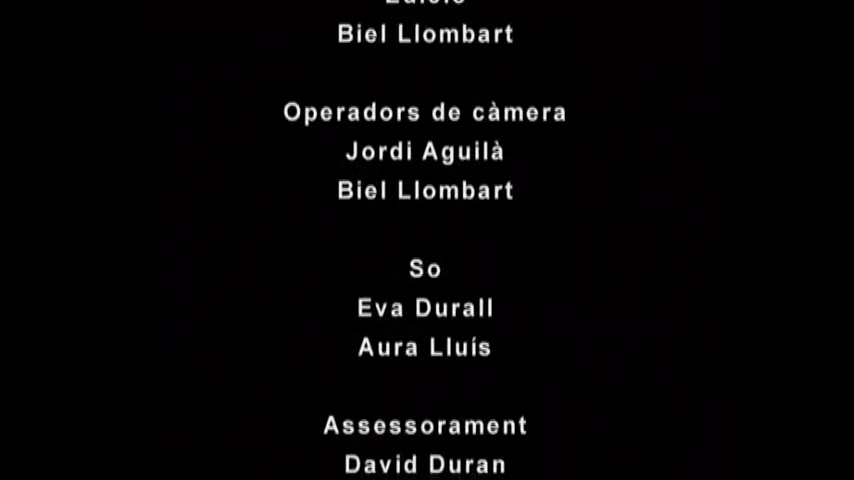 Biel Llombart
Operadors de càmera
Jordi Aguilà
Biel Llombart
So
Eva Durall
Aura Lluís
Assessorament
David Duran